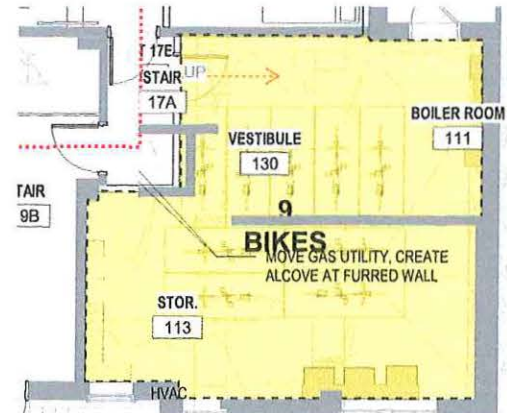 17E
STAIR
UP
17A
BOILER ROOM
111
VESTIBULE
130
TAIR
9B
9
BIKES
MOVE GAS UTILITY, CREATE
ALCOVE AT FURRED WALL
STOR.
113
HVAC